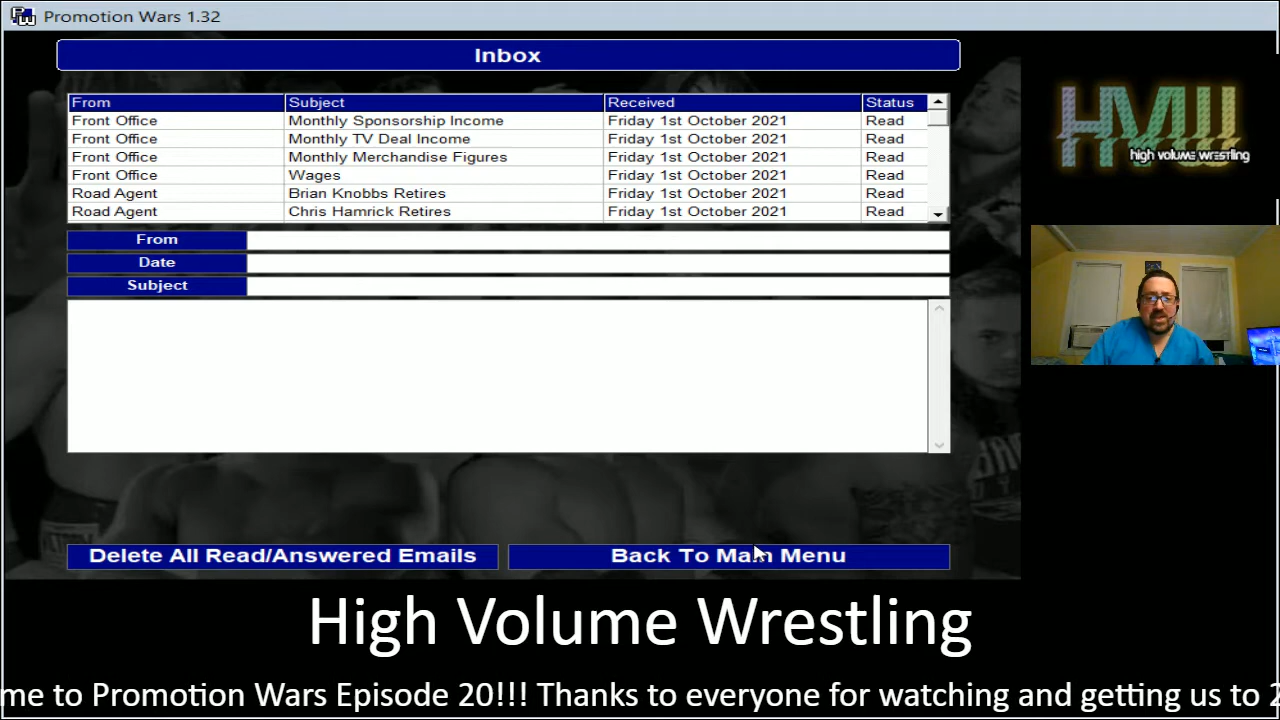 Promotion Wars 1.32
Inbox
From Subject Received Status
Front Office Monthly Sponsorship Income Friday 1st October 2021 Read
Front Office Monthly TV Deal Income Friday 1st October 2021 Read
Front Office Monthly Merchandise Figures Friday 1st October 2021 Read
Front Office Wages Friday 1st October 2021 Read
Road Agent Brian Knobbs Retires Friday 1st October 2021 Read
Road Agent Chris Hamrick Retires Friday 1st October 2021 Read
From
Date
Subject
Delete All Read/Answered Emails Back To Main Menu
HVW
high volume wrestling
High Volume Wrestling
me to Promotion Wars Episode 20!!! Thanks to everyone for watching and getting us to 2